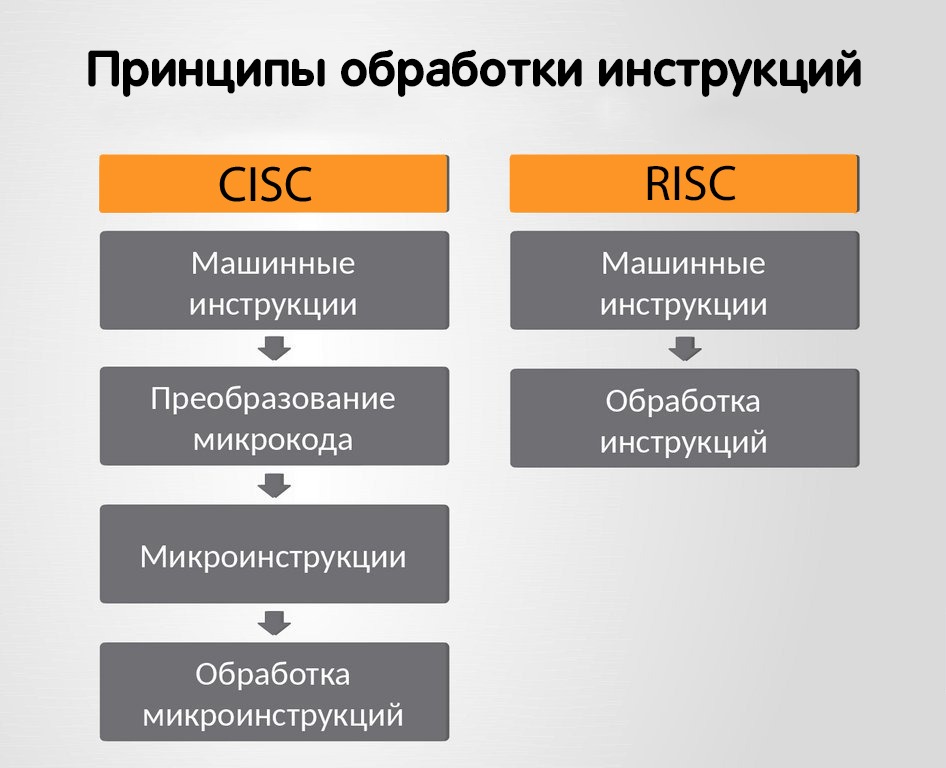 Принципы обработки инструкций
CISC
Машинные
инструкции
Преобразование
микрокода
Микроинструкции
Обработка
микроинструкций
RISC
Машинные
инструкции
Обработка
инструкций